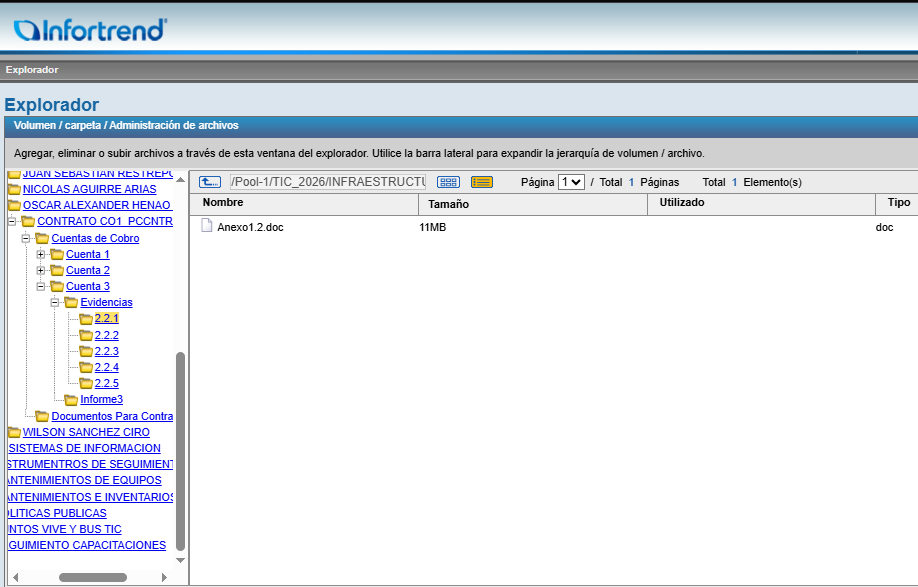 Infortrend
Explorador
Explorador
Volumen / carpeta / Administración de archivos
Agregar, eliminar o subir archivos a través de esta ventana del explorador. Utilice la barra lateral para expandir la jerarquía de volumen / archivo.
JUAN SEBASTIAN RESTREPO
NICOLAS AGUIRRE ARIAS
OSCAR ALEXANDER HENAO
CONTRATO CO1_PCCNTR
Cuentas de Cobro
Cuenta 1
Cuenta 2
Cuenta 3
Evidencias
2.2.1
2.2.2
2.2.3
2.2.4
2.2.5
Informe3
Documentos Para Contra
WILSON SANCHEZ CIRO
SISTEMAS DE INFORMACION
STRUMENTROS DE SEGUIMIENT
ANTENIMIENTOS DE EQUIPOS
ANTENIMIENTOS E INVENTARIOS
OLITICAS PUBLICAS
NTOS VIVE Y BUS TIC
GUIMIENTO CAPACITACIONES
/Pool-1/TIC_2026/INFRAESTRUCTU Página 1 / Total 1 Páginas Total 1 Elemento(s)
Nombre Tamaño Utilizado Tipo
Anexo1.2.doc 11MB doc